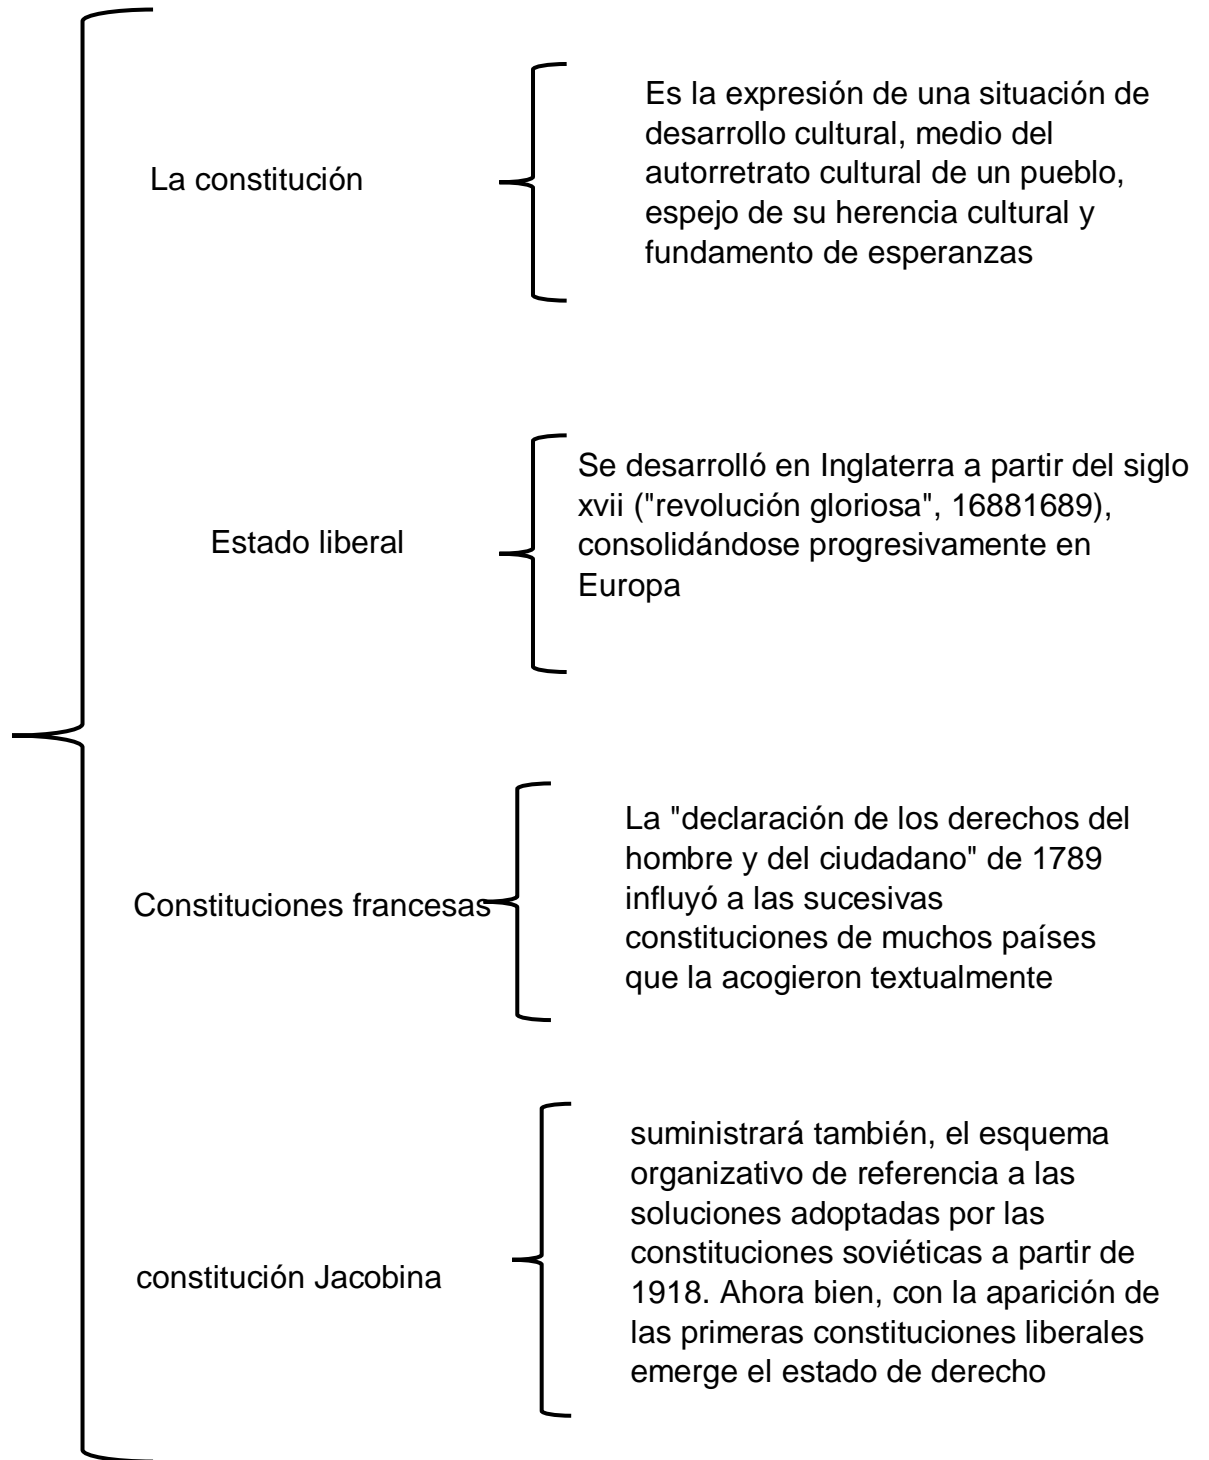 La constitución
Es la expresión de una situación de
desarrollo cultural, medio del
autorretrato cultural de un pueblo,
espejo de su herencia cultural y
fundamento de esperanzas
Estado liberal
Se desarrolló en Inglaterra a partir del siglo
xvii ("revolución gloriosa", 16881689),
consolidándose progresivamente en
Europa
Constituciones francesas
La "declaración de los derechos del
hombre y del ciudadano" de 1789
influyó a las sucesivas
constituciones de muchos países
que la acogieron textualmente
constitución Jacobina
suministrará también, el esquema
organizativo de referencia a las
soluciones adoptadas por las
constituciones soviéticas a partir de
1918. Ahora bien, con la aparición de
las primeras constituciones liberales
emerge el estado de derecho